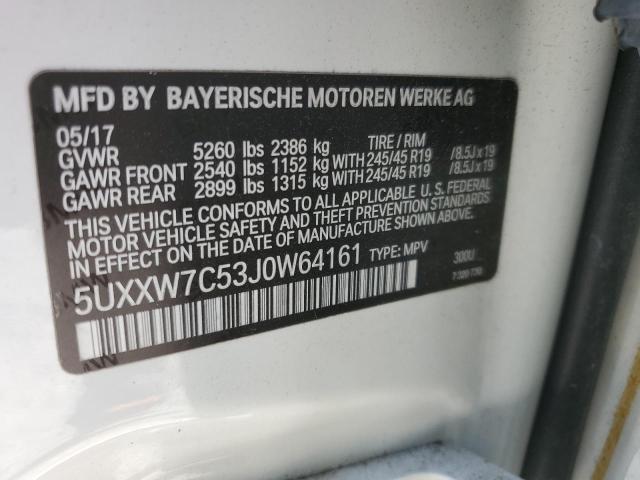 MFD BY BAYERISCHE MOTOREN WERKE AG
05/17
TIRE / RIM
GVWR 5260 lbs 2386 kg
GAWR FRONT 2540 lbs 1152 kg WITH 245/45 R19 /8.5J x 19
GAWR REAR 2899 lbs 1315 kg WITH 245/45 R19 /8.5J x 19
THIS VEHICLE CONFORMS TO ALL APPLICABLE U.S. FEDERAL
MOTOR VEHICLE SAFETY AND THEFT PREVENTION STANDARDS
IN EFFECT ON THE DATE OF MANUFACTURE SHOWN ABOVE.
5UXXW7C53J0W64161 TYPE: MPV 300U